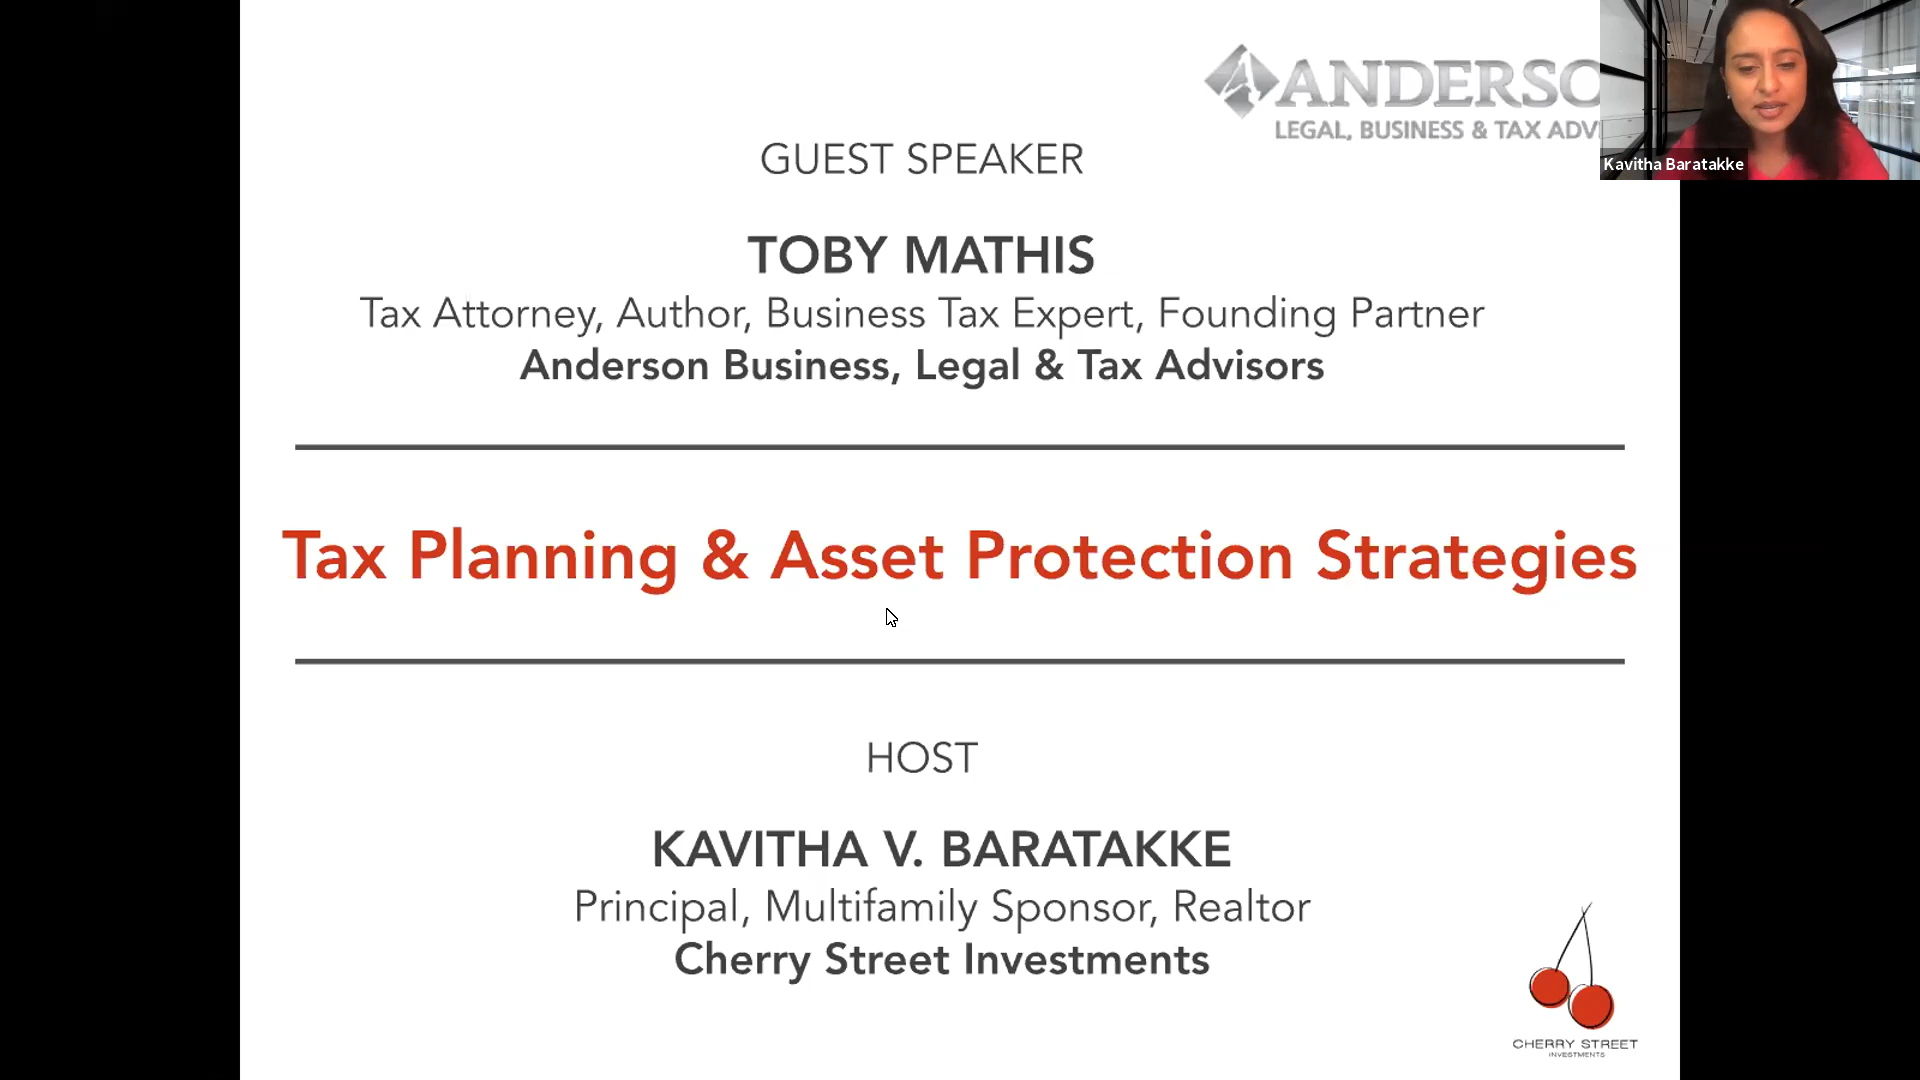 ANDERSO
LEGAL, BUSINESS & TAX ADVI
Kavitha Baratakke
GUEST SPEAKER
TOBY MATHIS
Tax Attorney, Author, Business Tax Expert, Founding Partner
Anderson Business, Legal & Tax Advisors
Tax Planning & Asset Protection Strategies
HOST
KAVITHA V. BARATAKKE
Principal, Multifamily Sponsor, Realtor
Cherry Street Investments
CHERRY STREET
INVESTMENTS